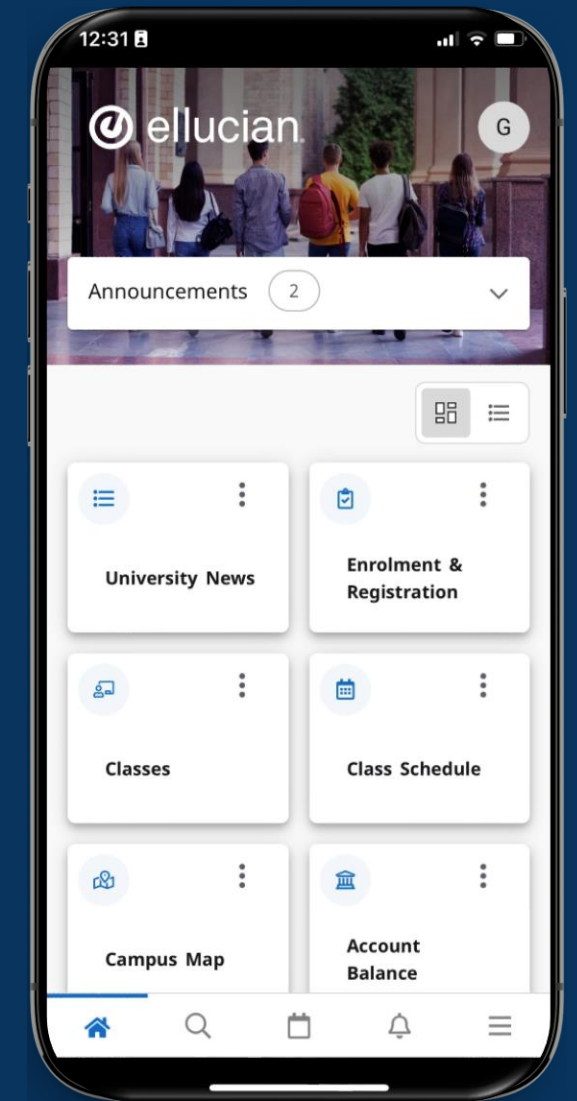 12:31
ellucian.
G
Announcements 2
University News
Enrolment &
Registration
Classes
Class Schedule
Campus Map
Account
Balance